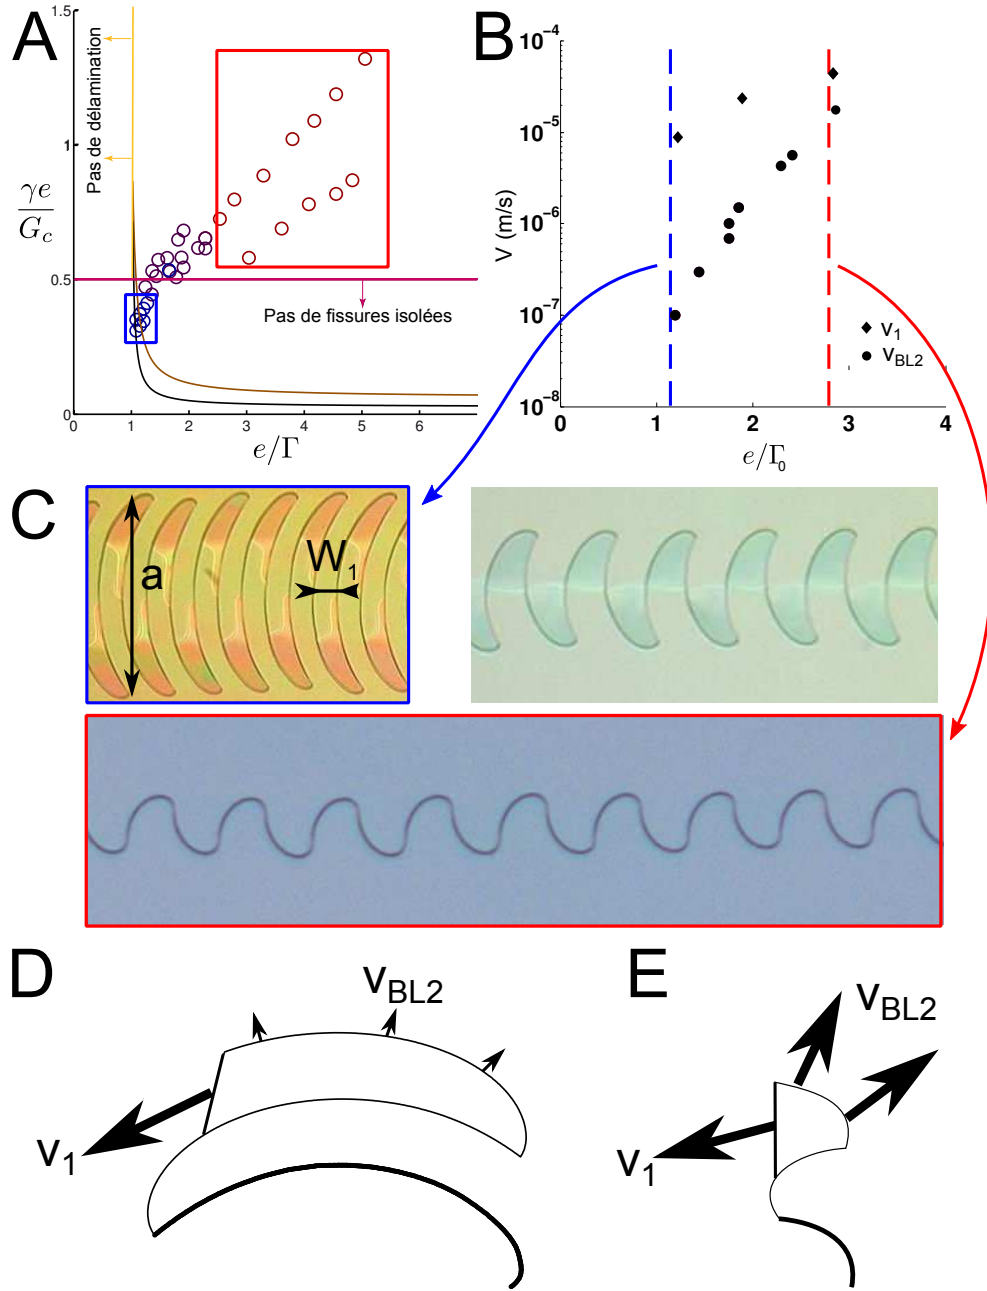 A
1.5
1
0.5
0
Pas de délamination
γe
G_c
Pas de fissures isolées
0 1 2 3 4 5 6
e/Γ
B
10^-4
10^-5
10^-6
10^-7
10^-8
V (m/s)
v_1
v_BL2
0 1 2 3 4
e/Γ_0
C
a
W_1
D
v_BL2
v_1
E
v_BL2
v_1